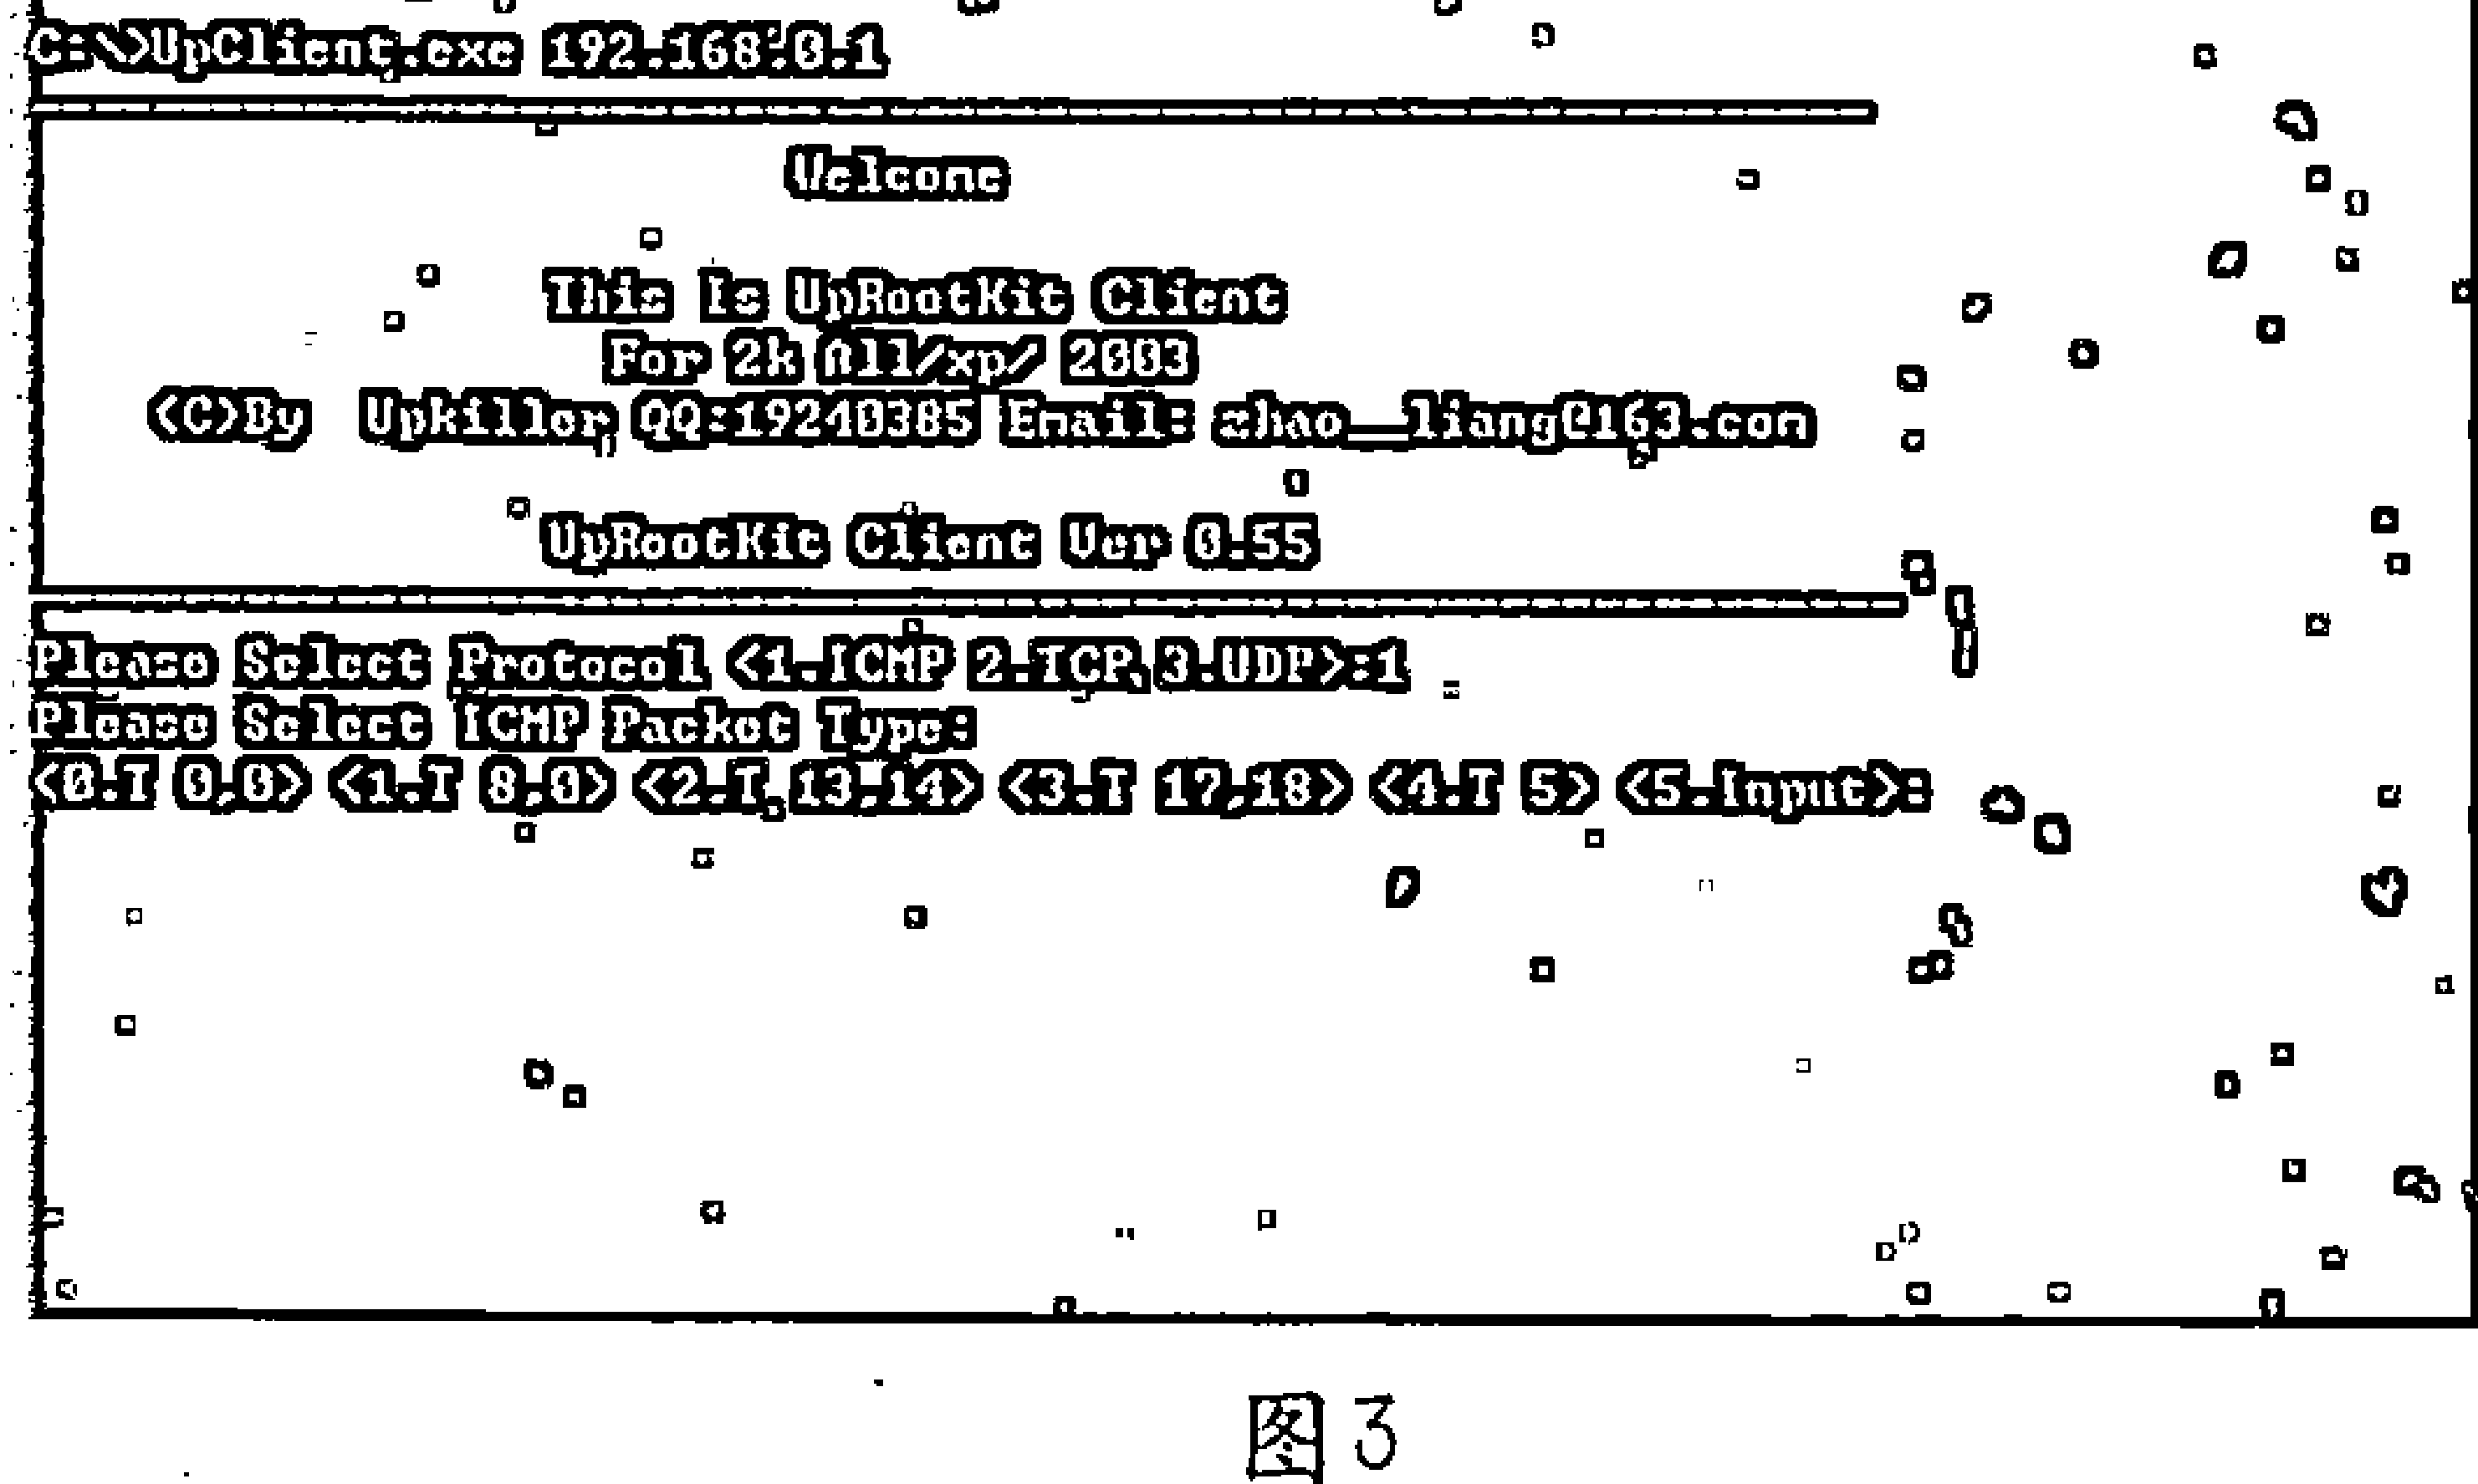 C:\>UpClient.exe 192.168.0.1
Welcome
This Is UpRootKit Client
For 2k All/xp/ 2003
<C>By Upkiller QQ:19240385 Email: zhao__liang@163.com
UpRootKit Client Ver 0.55
Please Select Protocol <1.ICMP 2.TCP 3.UDP>:1
Please Select ICMP Packet Type:
<0.T 0,0> <1.T 8,0> <2.T 13,14> <3.T 17,18> <4.T 5> <5.Input>:
图3